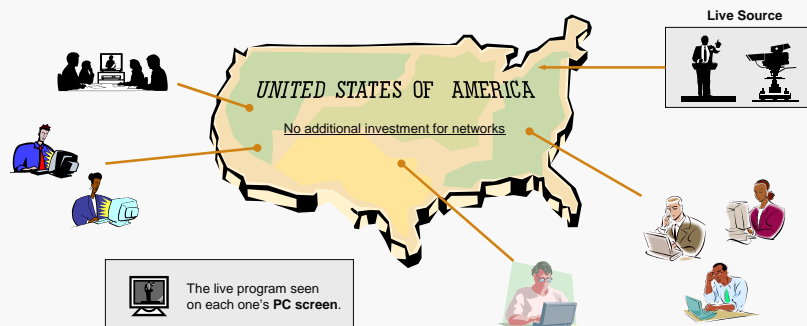 Live Source
UNITED STATES OF AMERICA
No additional investment for networks
The live program seen
on each one's PC screen.